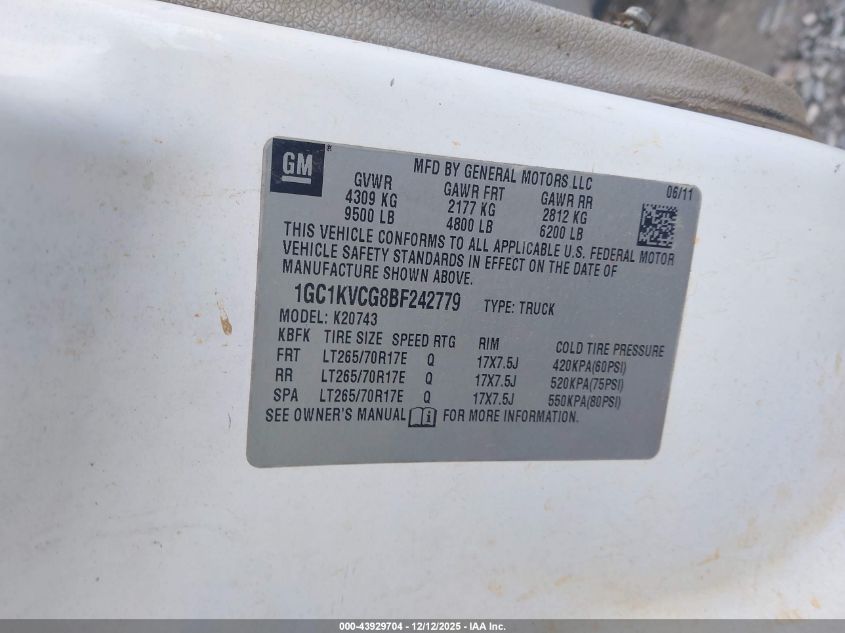 GM
MFD BY GENERAL MOTORS LLC
06/11
GVWR GAWR FRT GAWR RR
4309 KG 2177 KG 2812 KG
9500 LB 4800 LB 6200 LB
THIS VEHICLE CONFORMS TO ALL APPLICABLE U.S. FEDERAL MOTOR
VEHICLE SAFETY STANDARDS IN EFFECT ON THE DATE OF
MANUFACTURE SHOWN ABOVE.
1GC1KVCG8BF242779 TYPE: TRUCK
MODEL: K20743
KBFK TIRE SIZE SPEED RTG RIM COLD TIRE PRESSURE
FRT LT265/70R17E Q 17X7.5J 420KPA(60PSI)
RR LT265/70R17E Q 17X7.5J 520KPA(75PSI)
SPA LT265/70R17E Q 17X7.5J 550KPA(80PSI)
SEE OWNER'S MANUAL FOR MORE INFORMATION.
000-43929704 - 12/12/2025 - IAA Inc.